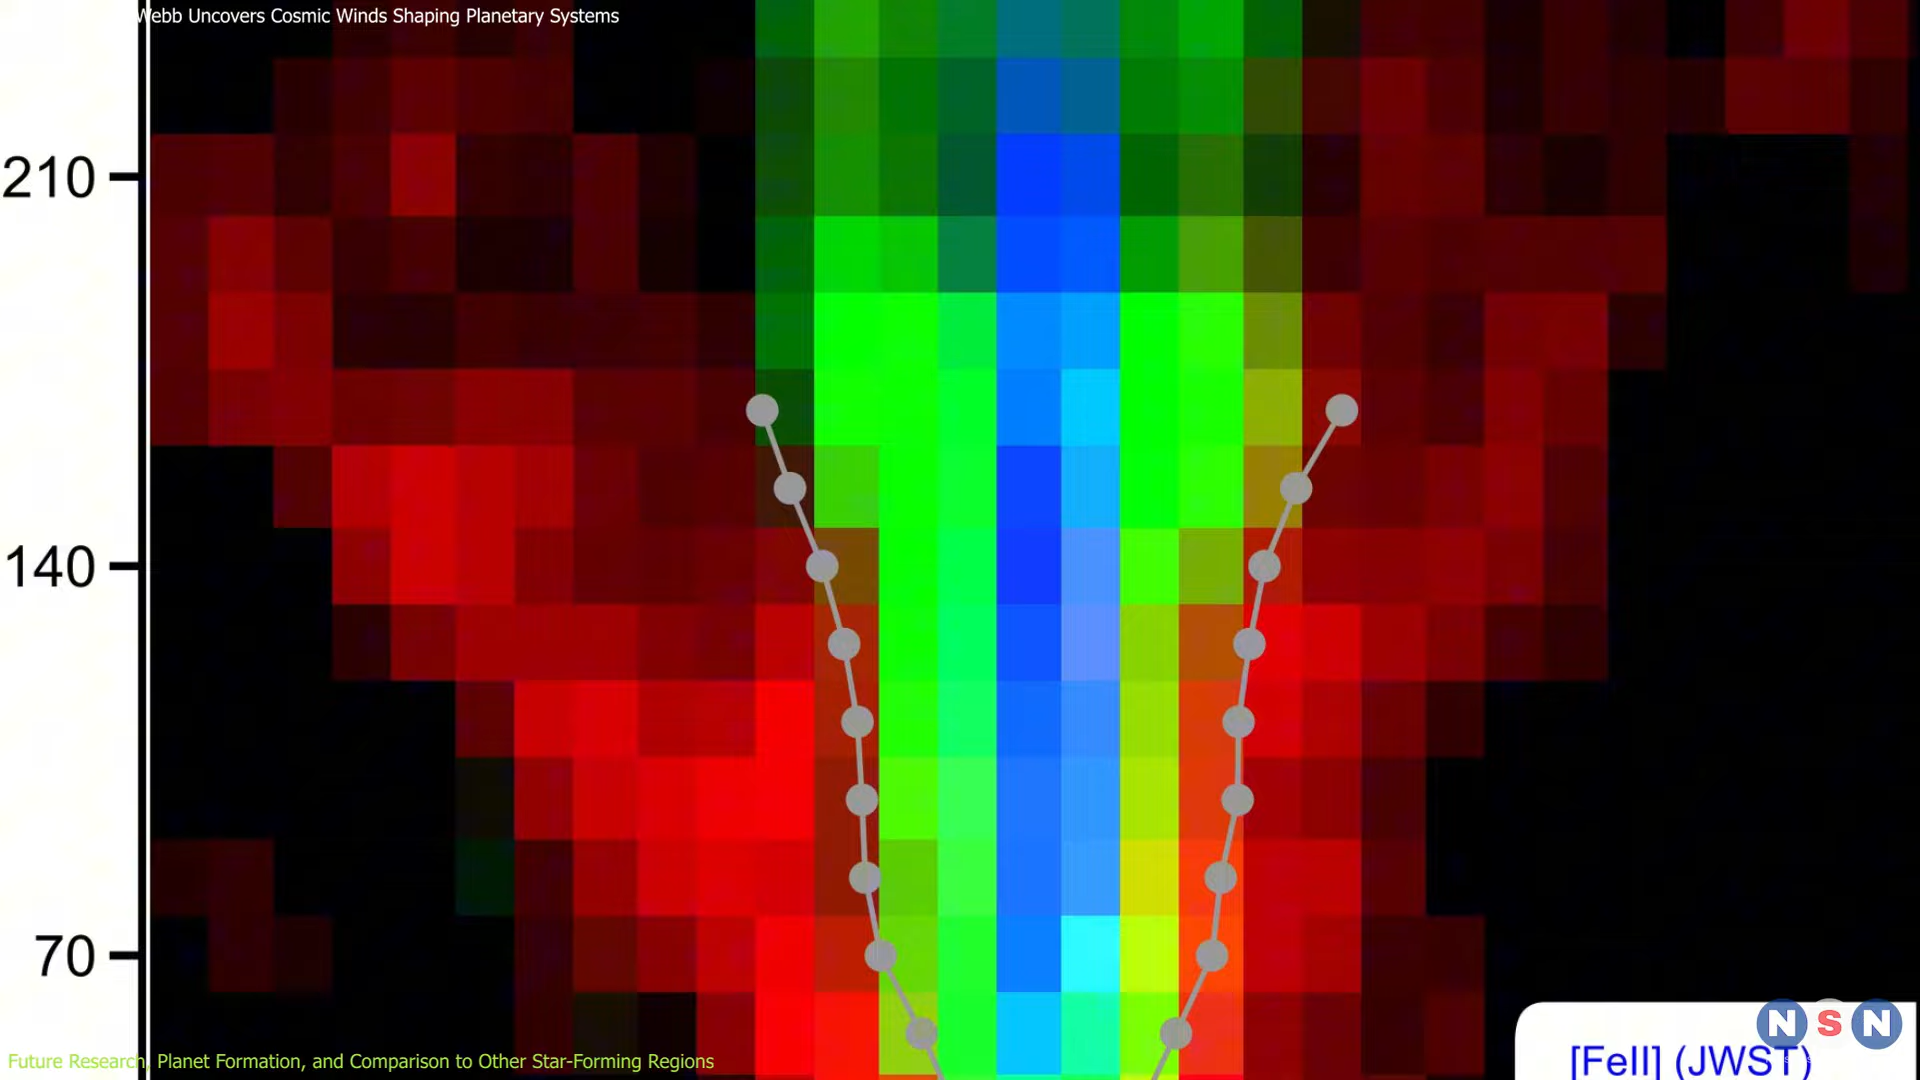 Webb Uncovers Cosmic Winds Shaping Planetary Systems
210
140
70
N S N
[FeII] (JWST)
Future Research, Planet Formation, and Comparison to Other Star-Forming Regions